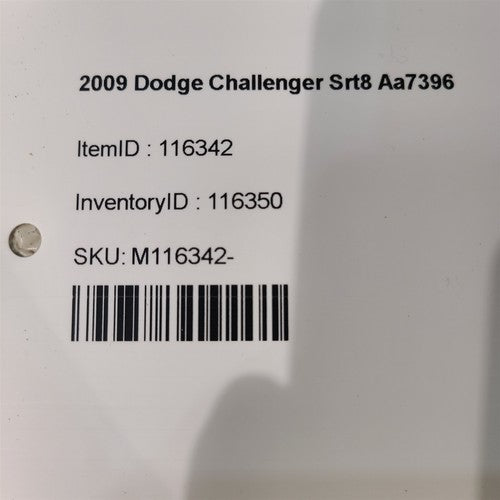 2009 Dodge Challenger Srt8 Aa7396
ItemID : 116342
InventoryID : 116350
SKU: M116342-